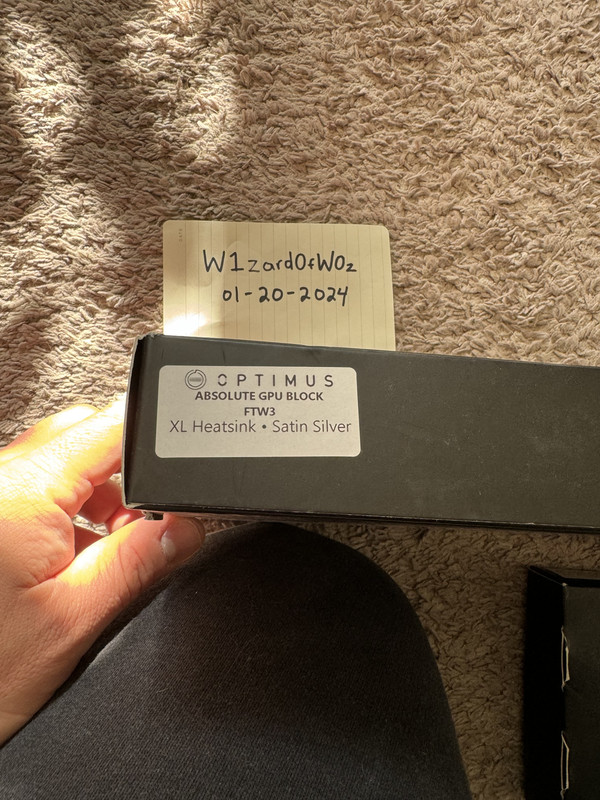 W1zardOfWOz
01-20-2024
OPTIMUS
ABSOLUTE GPU BLOCK
FTW3
XL Heatsink • Satin Silver